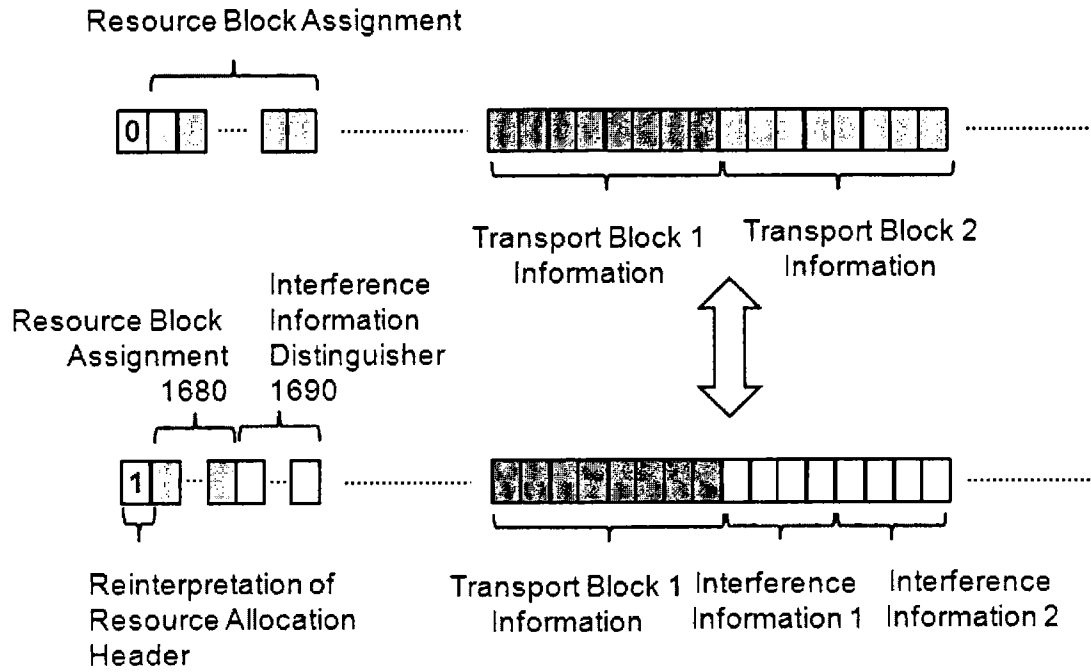 Resource Block Assignment
0
Transport Block 1
Information
Transport Block 2
Information
Resource Block
Assignment
1680
Interference
Information
Distinguisher
1690
1
Reinterpretation of
Resource Allocation
Header
Transport Block 1
Information
Interference
Information 1
Interference
Information 2